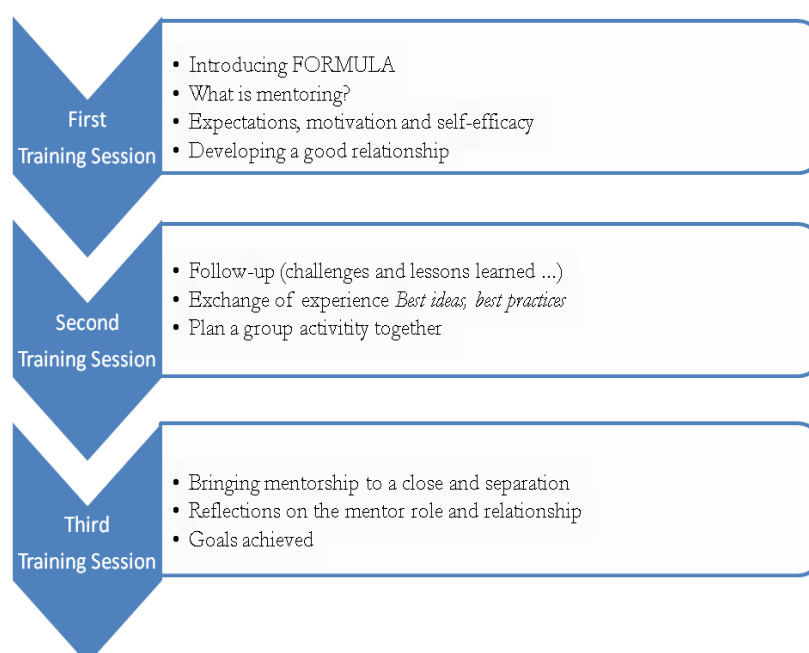 First
Training Session
• Introducing FORMULA
• What is mentoring?
• Expectations, motivation and self-efficacy
• Developing a good relationship
Second
Training Session
• Follow-up (challenges and lessons learned ...)
• Exchange of experience Best ideas, best practices
• Plan a group activitity together
Third
Training Session
• Bringing mentorship to a close and separation
• Reflections on the mentor role and relationship
• Goals achieved